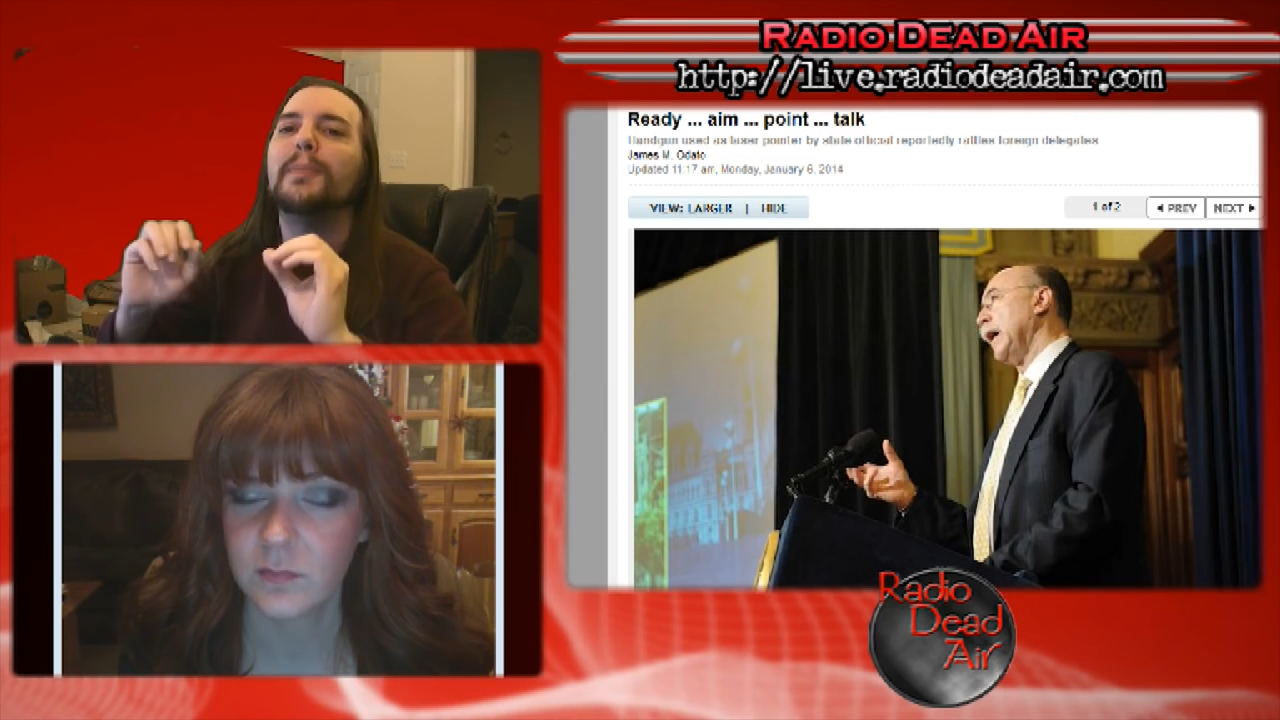 Radio Dead Air
http://live.radiodeadair.com
Ready ... aim ... point ... talk
Handgun used as laser pointer by state official reportedly rattles foreign delegates
James M. Odato
Updated 11:17 am, Monday, January 6, 2014
VIEW: LARGER | HIDE
1 of 2
◄ PREV
NEXT ►
Radio
Dead
Air